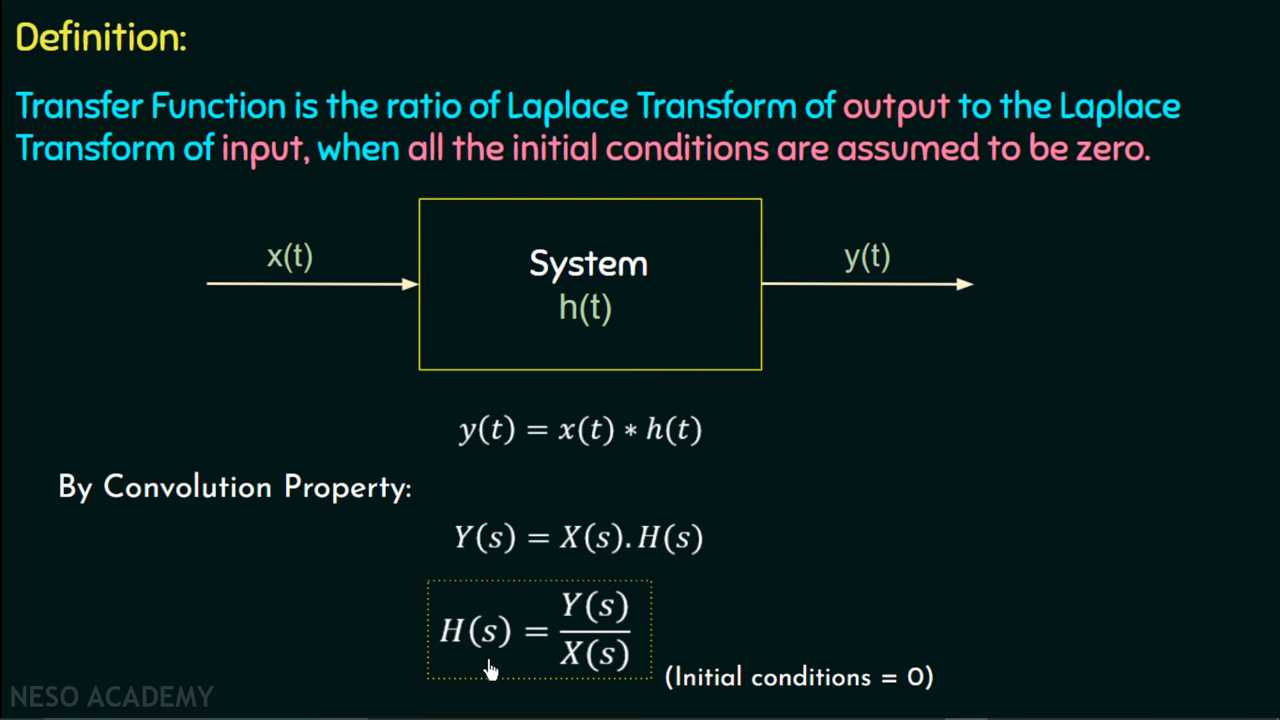 Definition:
Transfer Function is the ratio of Laplace Transform of output to the Laplace
Transform of input, when all the initial conditions are assumed to be zero.
x(t)
System
h(t)
y(t)
y(t) = x(t) ∗ h(t)
By Convolution Property:
Y(s) = X(s). H(s)
H(s) = Y(s) / X(s)
(Initial conditions = 0)
NESO ACADEMY